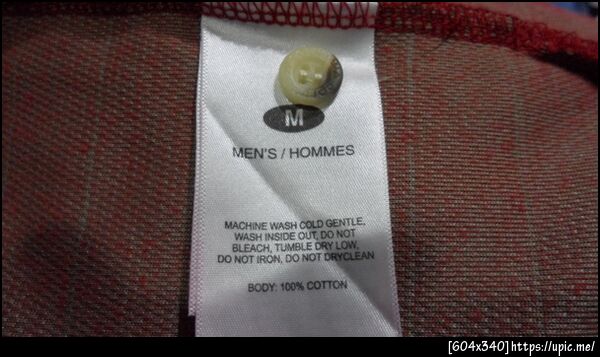 M
MEN'S / HOMMES
MACHINE WASH COLD GENTLE,
WASH INSIDE OUT, DO NOT
BLEACH, TUMBLE DRY LOW,
DO NOT IRON, DO NOT DRYCLEAN
BODY: 100% COTTON
[604x340]https://upic.me/